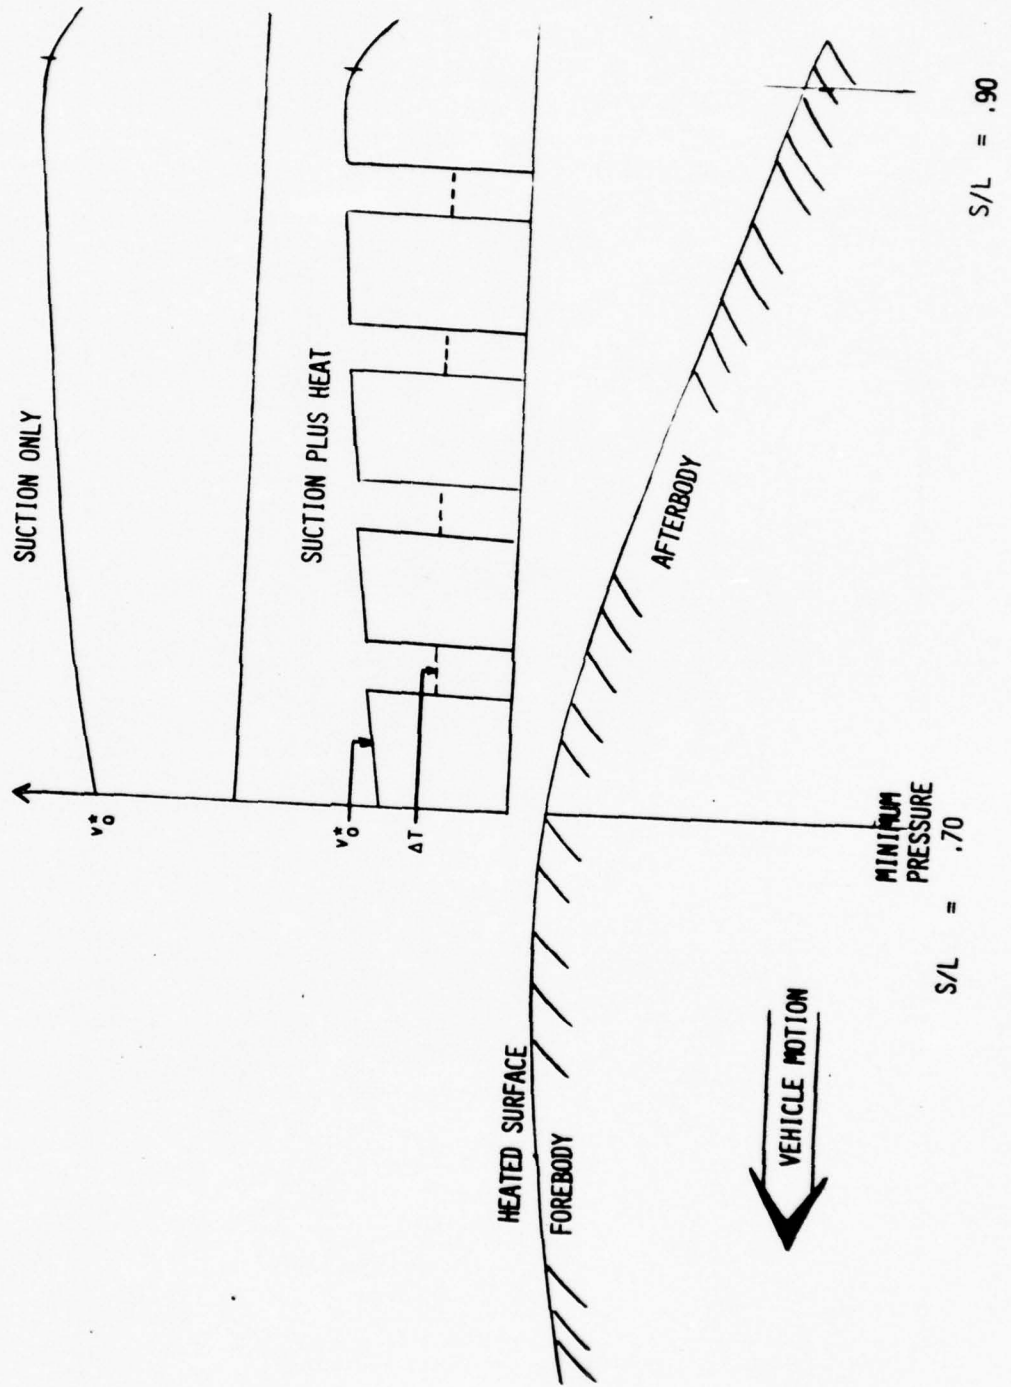 SUCTION ONLY
v*o
SUCTION PLUS HEAT
v*o
ΔT
HEATED SURFACE
FOREBODY
AFTERBODY
VEHICLE MOTION
MINIMUM
PRESSURE
S/L = .70
S/L = .90